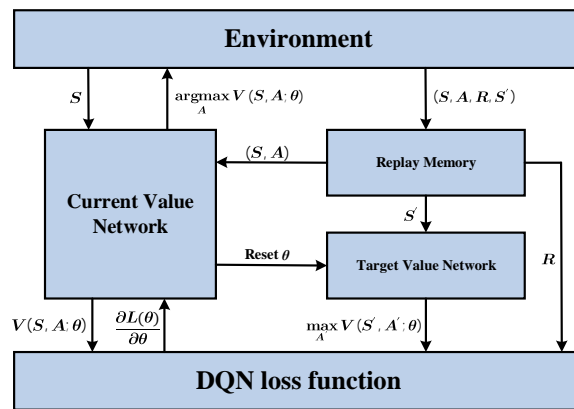 Environment
S
argmax V(S, A; θ)
A
(S, A, R, S′)
(S, A)
Replay Memory
Current Value
Network
S′
Reset θ
Target Value Network
R
V(S, A; θ)
∂L(θ)
∂θ
max V(S′, A′; θ)
A
DQN loss function